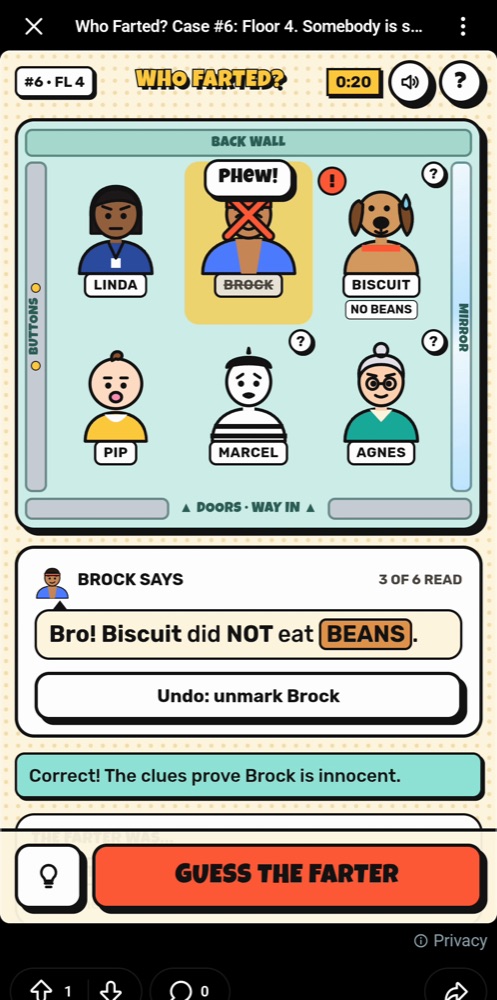 Who Farted? Case #6: Floor 4. Somebody is s...
#6 · FL 4
WHO FARTED?
0:20
?
BACK WALL
PHEW!
!
?
LINDA
BROCK
BISCUIT
NO BEANS
BUTTONS
MIRROR
?
?
PIP
MARCEL
AGNES
▲ DOORS · WAY IN ▲
BROCK SAYS
3 OF 6 READ
Bro! Biscuit did NOT eat BEANS.
Undo: unmark Brock
Correct! The clues prove Brock is innocent.
THE FARTER WAS...
GUESS THE FARTER
Privacy
1
0